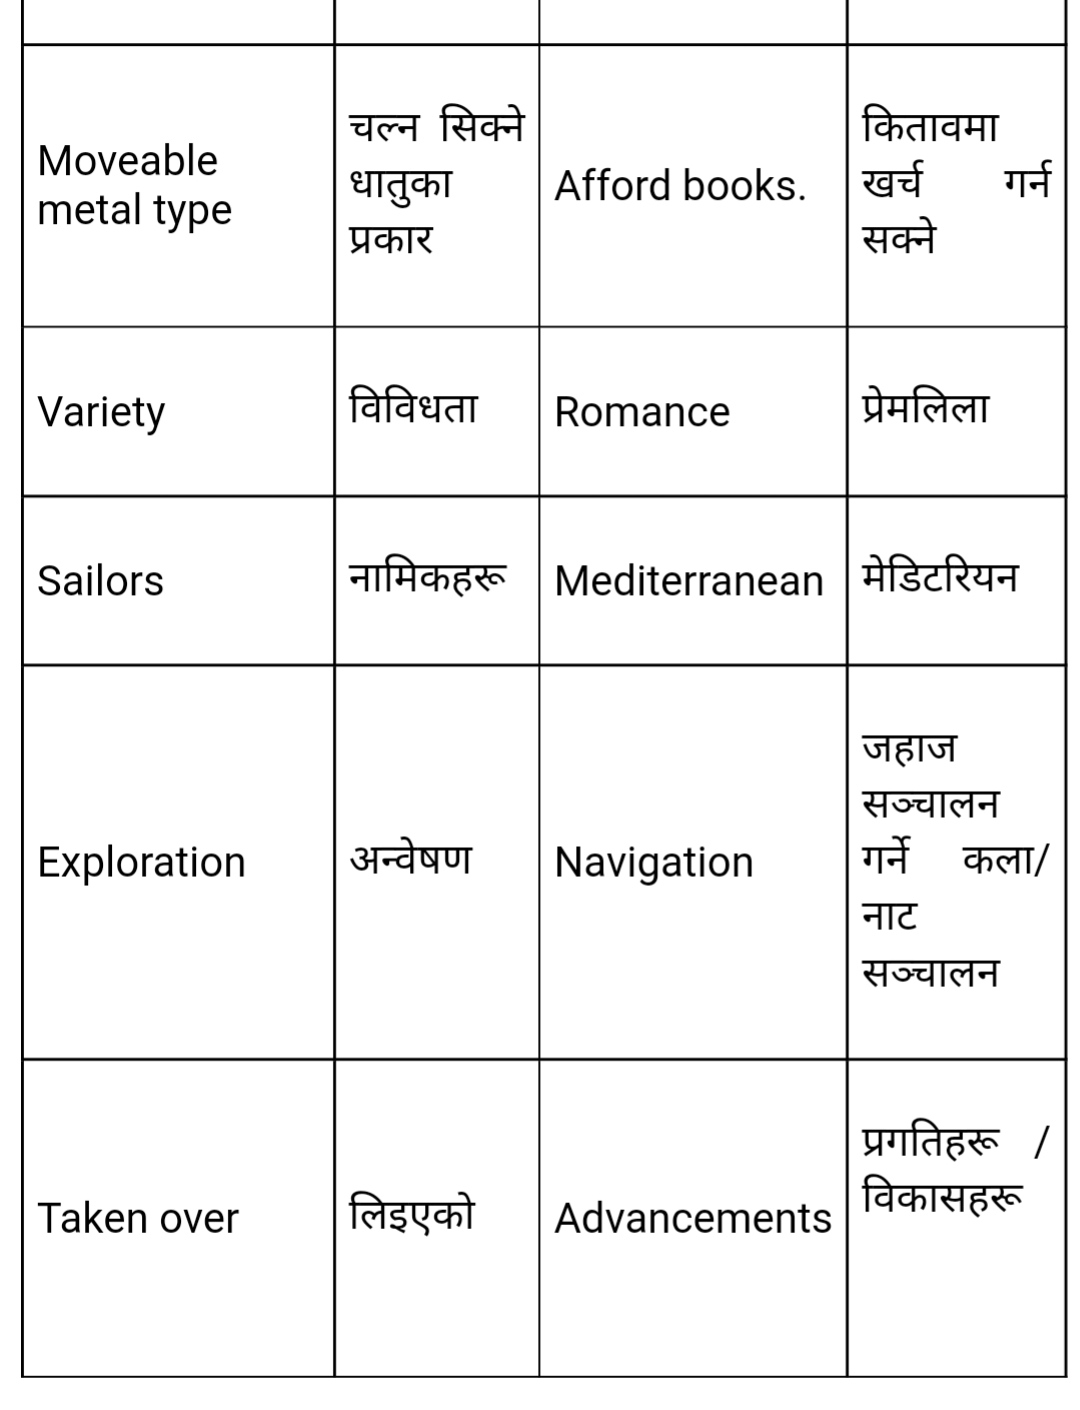 Moveable
metal type
चल्न सिक्ने
धातुका
प्रकार
Afford books.
कितावमा
खर्च गर्न
सक्ने
Variety
विविधता
Romance
प्रेमलिला
Sailors
नामिकहरू
Mediterranean
मेडिटरियन
Exploration
अन्वेषण
Navigation
जहाज
सञ्चालन
गर्ने कला/
नाट
सञ्चालन
Taken over
लिइएको
Advancements
प्रगतिहरू /
विकासहरू